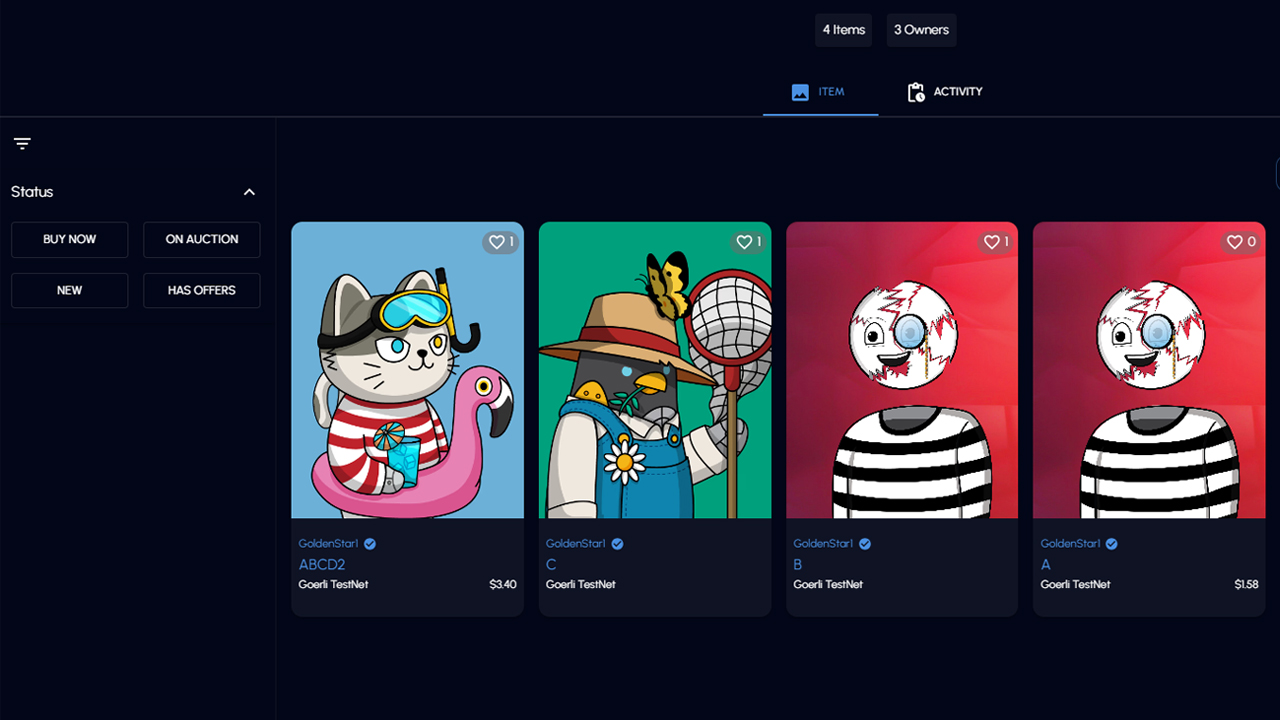 4 Items 3 Owners
ITEM ACTIVITY
Status
BUY NOW ON AUCTION
NEW HAS OFFERS
1 1 1 0
GoldenStar1 GoldenStar1 GoldenStar1 GoldenStar1
ABCD2 C B A
Goerli TestNet $3.40 Goerli TestNet Goerli TestNet Goerli TestNet $1.58